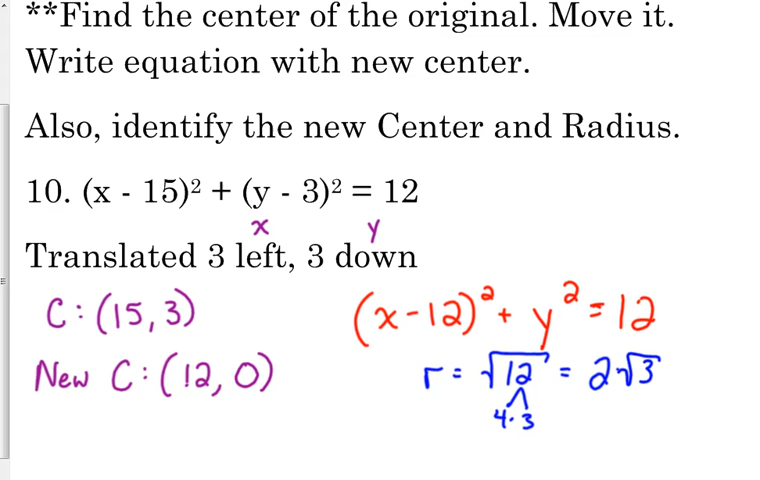 **Find the center of the original. Move it.
Write equation with new center.
Also, identify the new Center and Radius.
10. (x - 15)² + (y - 3)² = 12
x y
Translated 3 left, 3 down
C: (15, 3) (x-12)² + y² = 12
New C: (12, 0) r = √12 = 2√3
4·3